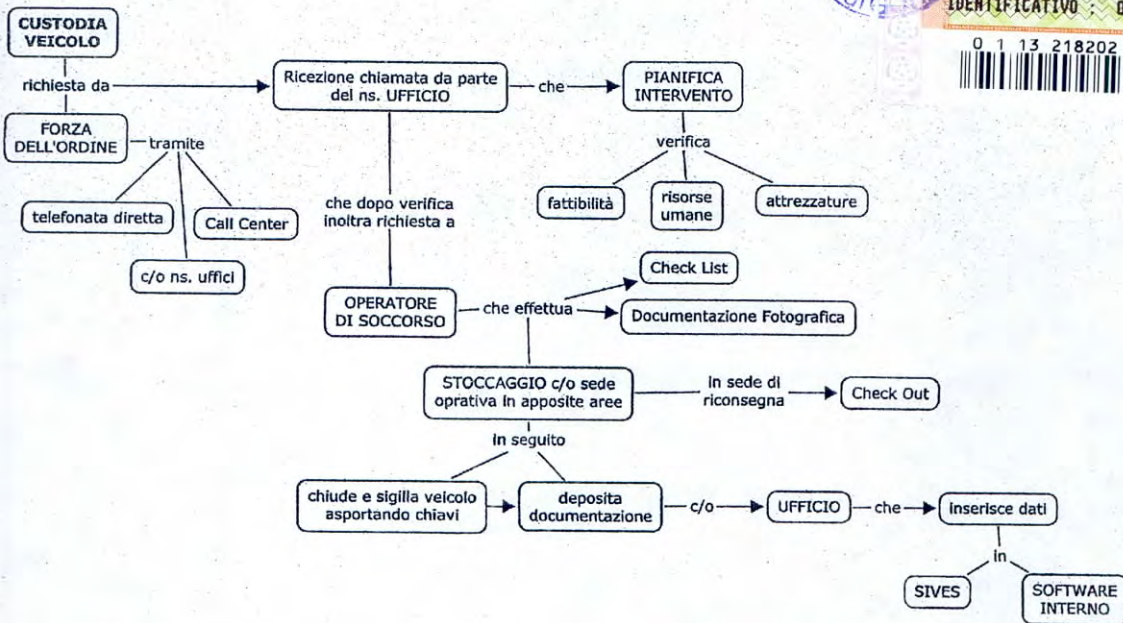 CUSTODIA
VEICOLO
richiesta da
FORZA
DELL'ORDINE
tramite
telefonata diretta
Call Center
c/o ns. uffici
Ricezione chiamata da parte
del ns. UFFICIO
che
PIANIFICA
INTERVENTO
verifica
fattibilità
risorse
umane
attrezzature
che dopo verifica
inoltra richiesta a
OPERATORE
DI SOCCORSO
che effettua
Check List
Documentazione Fotografica
STOCCAGGIO c/o sede
oprativa in apposite aree
in sede di
riconsegna
Check Out
in seguito
chiude e sigilla veicolo
asportando chiavi
deposita
documentazione
c/o
UFFICIO
che
inserisce dati
in
SIVES
SOFTWARE
INTERNO
IDENTIFICATIVO : 0
0 1 13 218202